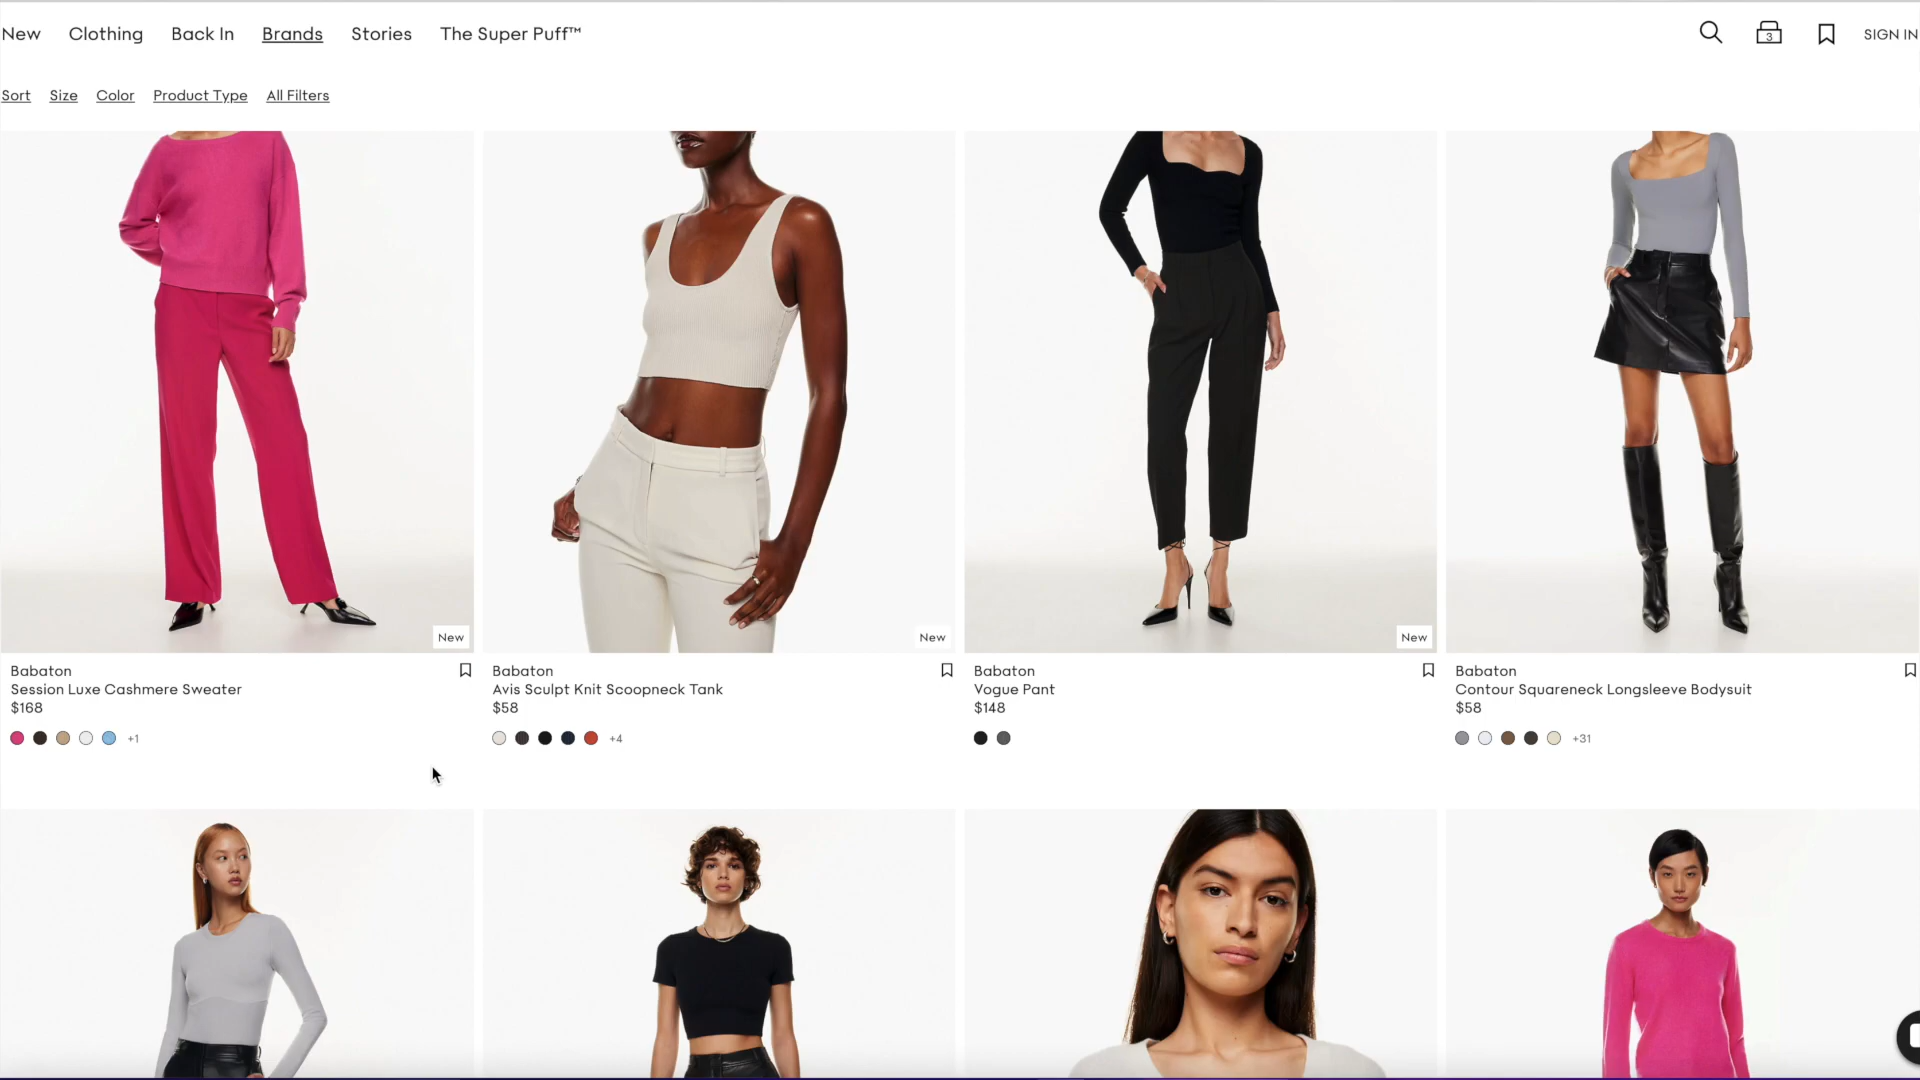 New Clothing Back In Brands Stories The Super Puff™ 3 SIGN IN
Sort Size Color Product Type All Filters
New New New
Babaton Babaton Babaton Babaton
Session Luxe Cashmere Sweater Avis Sculpt Knit Scoopneck Tank Vogue Pant Contour Squareneck Longsleeve Bodysuit
$168 $58 $148 $58
+1 +4 +31